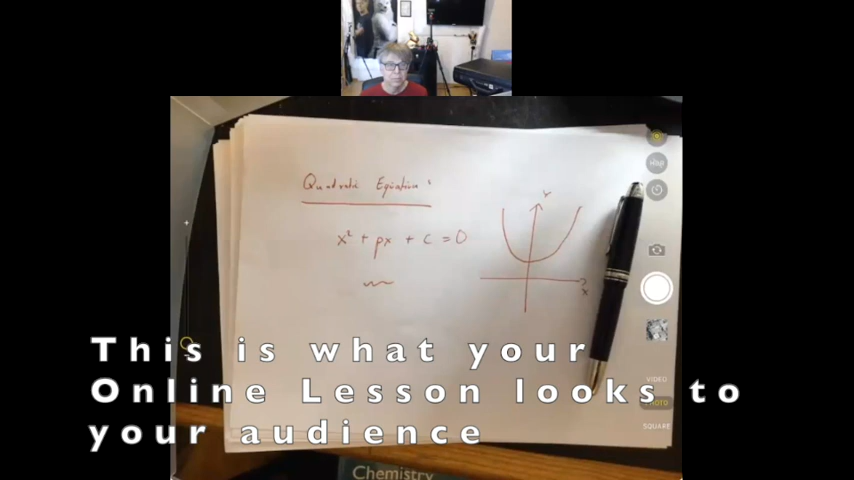 Quadratic Equation:
x² + px + c = 0
Y
x
This is what your
Online Lesson looks to
your audience
VIDEO
PHOTO
SQUARE
Chemistry